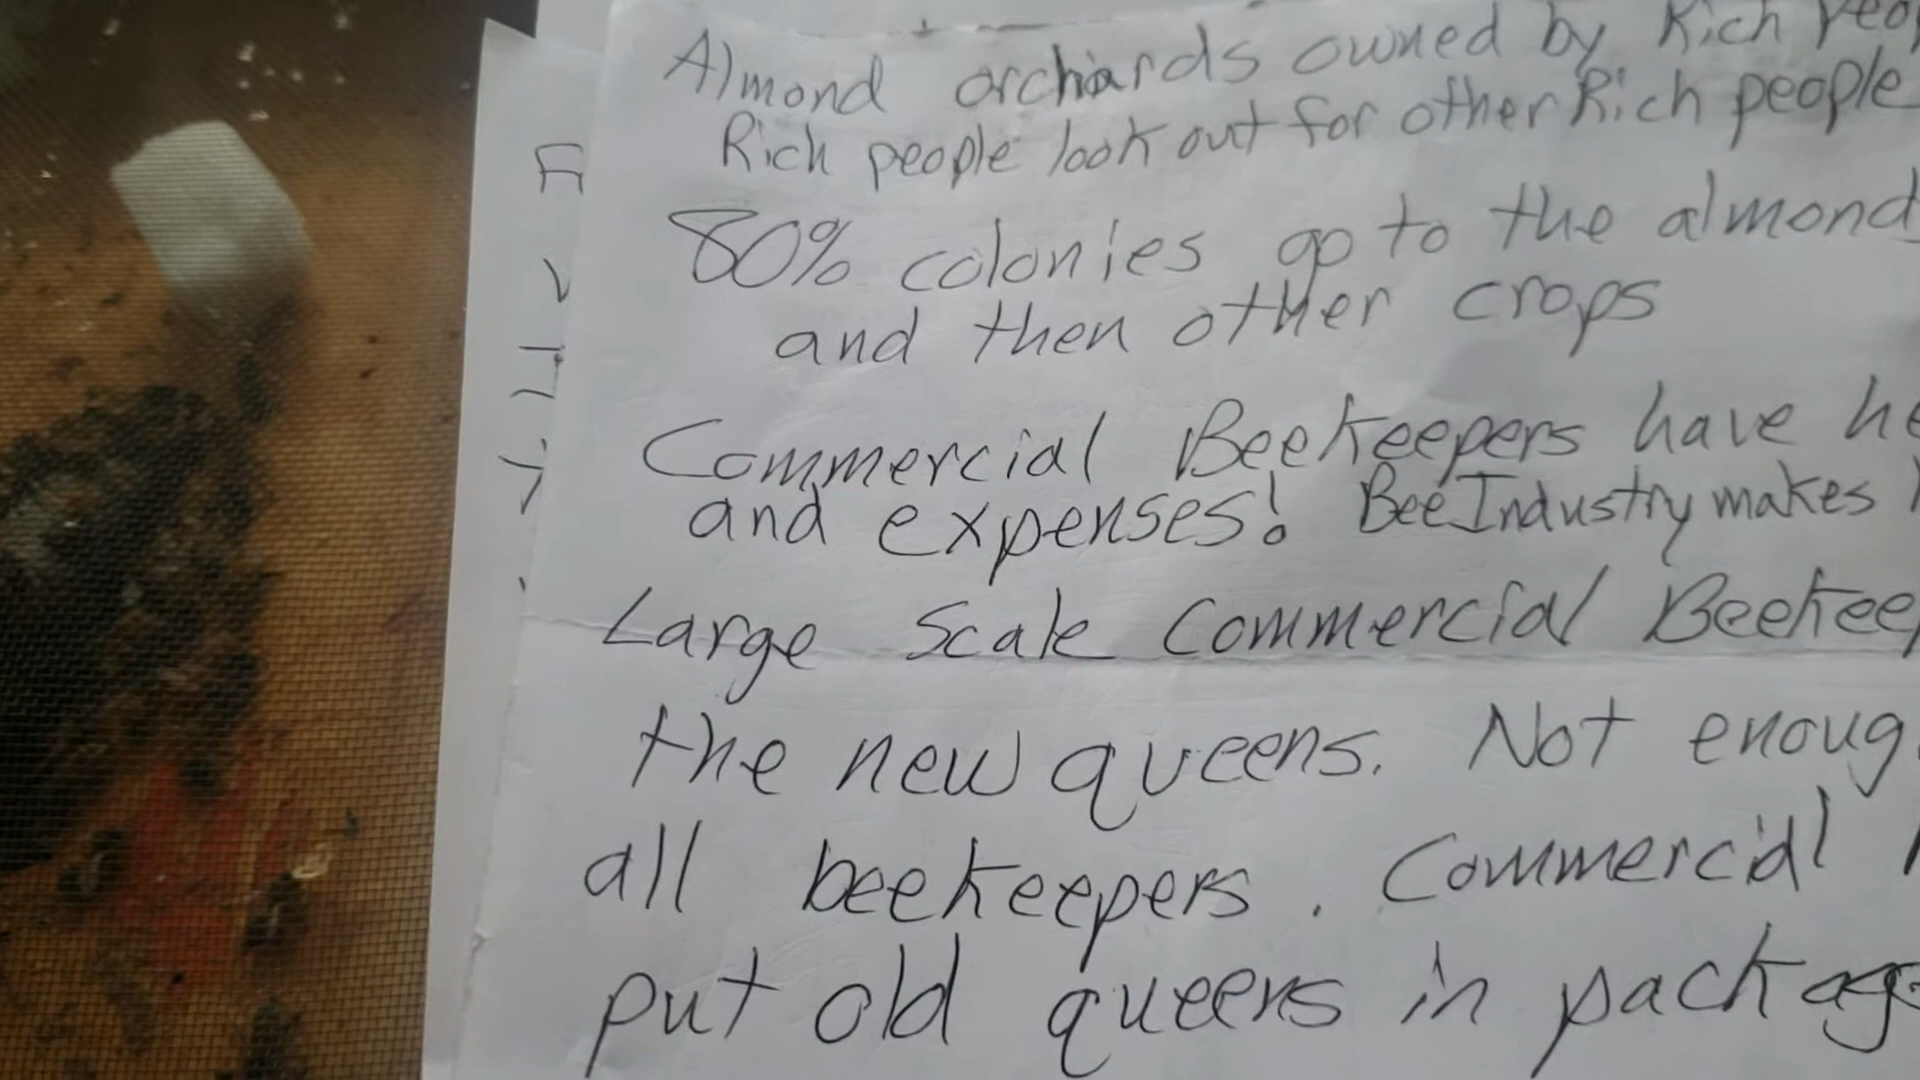 Almond orchards owned by Rich
Rich people look out for other Rich people
80% colonies go to the almond
and then other crops
Commercial Beekeepers have
and expenses! Bee Industry makes
Large Scale Commercial
the new queens. Not
all beekeepers. Commercial
put old queens in